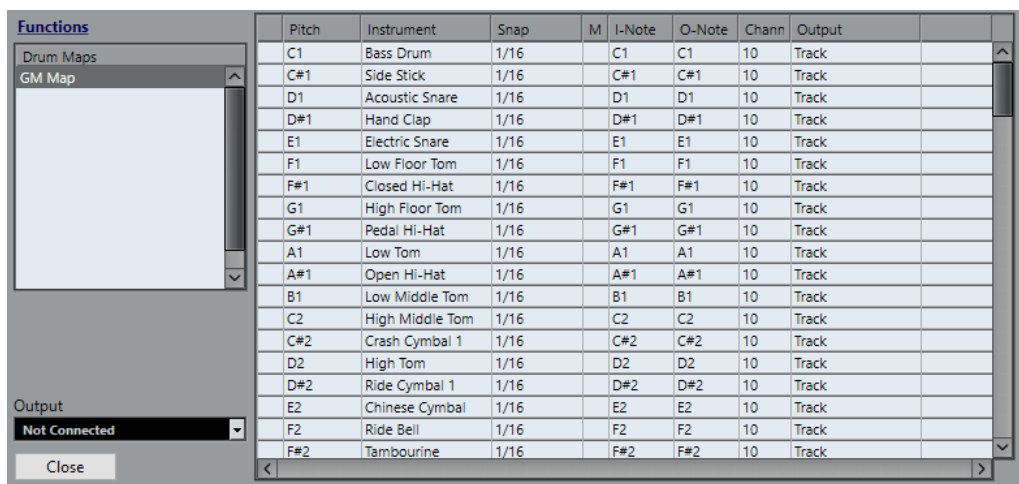 Functions
Drum Maps
GM Map
Output
Not Connected
Close
Pitch Instrument Snap M I-Note O-Note Chann Output
C1 Bass Drum 1/16 C1 C1 10 Track
C#1 Side Stick 1/16 C#1 C#1 10 Track
D1 Acoustic Snare 1/16 D1 D1 10 Track
D#1 Hand Clap 1/16 D#1 D#1 10 Track
E1 Electric Snare 1/16 E1 E1 10 Track
F1 Low Floor Tom 1/16 F1 F1 10 Track
F#1 Closed Hi-Hat 1/16 F#1 F#1 10 Track
G1 High Floor Tom 1/16 G1 G1 10 Track
G#1 Pedal Hi-Hat 1/16 G#1 G#1 10 Track
A1 Low Tom 1/16 A1 A1 10 Track
A#1 Open Hi-Hat 1/16 A#1 A#1 10 Track
B1 Low Middle Tom 1/16 B1 B1 10 Track
C2 High Middle Tom 1/16 C2 C2 10 Track
C#2 Crash Cymbal 1 1/16 C#2 C#2 10 Track
D2 High Tom 1/16 D2 D2 10 Track
D#2 Ride Cymbal 1 1/16 D#2 D#2 10 Track
E2 Chinese Cymbal 1/16 E2 E2 10 Track
F2 Ride Bell 1/16 F2 F2 10 Track
F#2 Tambourine 1/16 F#2 F#2 10 Track